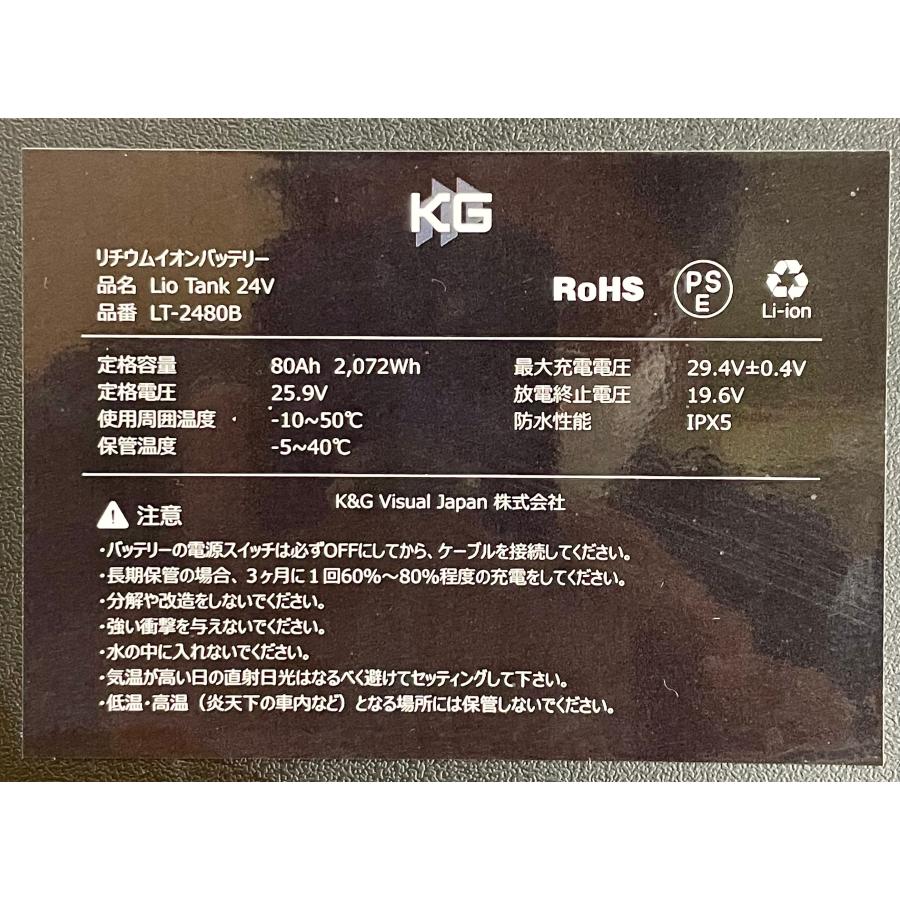 KG
リチウムイオンバッテリー
品名 Lio Tank 24V
品番 LT-2480B
RoHS
PS
E
Li-ion
定格容量 80Ah 2,072Wh
定格電圧 25.9V
使用周囲温度 -10~50℃
保管温度 -5~40℃
最大充電電圧 29.4V±0.4V
放電終止電圧 19.6V
防水性能 IPX5
K&G Visual Japan 株式会社
注意
・バッテリーの電源スイッチは必ずOFFにしてから、ケーブルを接続してください。
・長期保管の場合、3ヶ月に1回60%～80%程度の充電をしてください。
・分解や改造をしないでください。
・強い衝撃を与えないでください。
・水の中に入れないでください。
・気温が高い日の直射日光はなるべく避けてセッティングして下さい。
・低温・高温（炎天下の車内など）となる場所には保管しないでください。